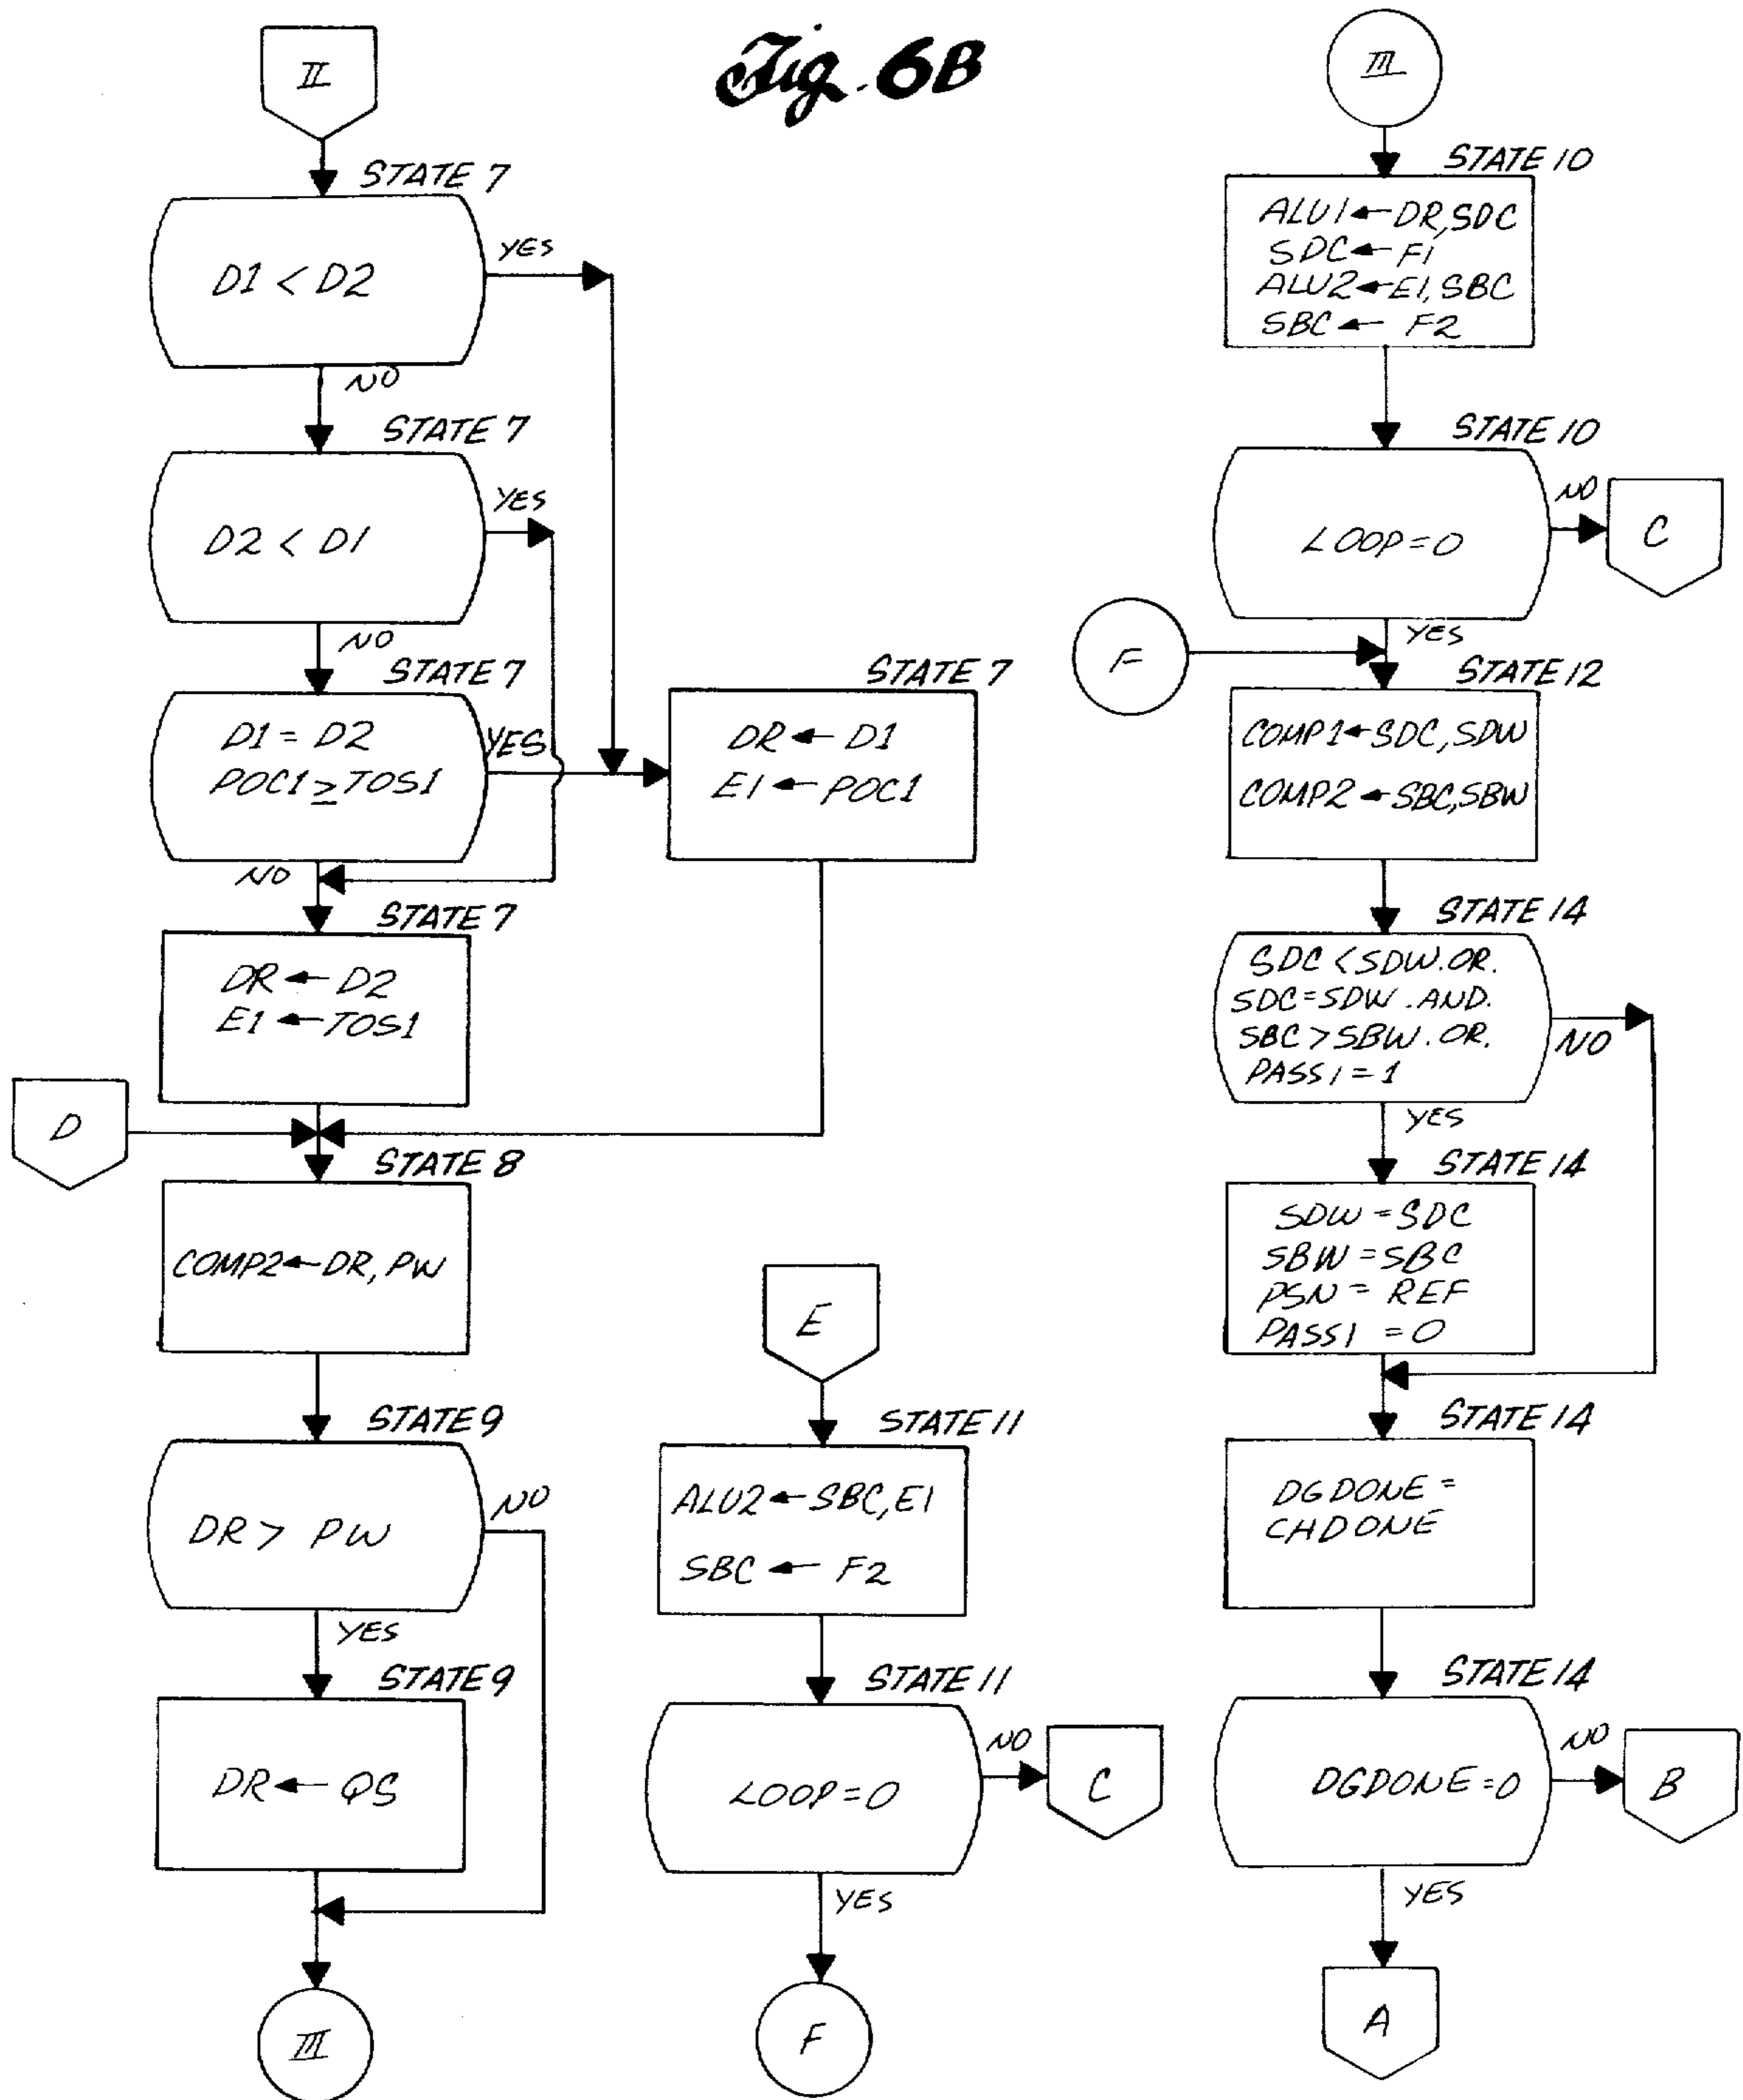 Fig. 6B
II
STATE 7
D1 < D2
YES
NO
STATE 7
D2 < D1
YES
NO
STATE 7
D1 = D2
POC1 ≥ TOS1
YES
NO
STATE 7
DR ← D1
E1 ← POC1
STATE 7
DR ← D2
E1 ← TOS1
D
STATE 8
COMP2 ← DR, PW
STATE 9
DR > PW
NO
YES
STATE 9
DR ← QS
III
E
STATE 11
ALU2 ← SBC, E1
SBC ← F2
STATE 11
LOOP = 0
NO
C
YES
F
III
STATE 10
ALU1 ← DR, SDC
SDC ← F1
ALU2 ← E1, SBC
SBC ← F2
STATE 10
LOOP = 0
NO
C
YES
F
STATE 12
COMP1 ← SDC, SDW
COMP2 ← SBC, SBW
STATE 14
SDC < SDW .OR.
SDC = SDW .AND.
SBC > SBW .OR.
PASS1 = 1
NO
YES
STATE 14
SDW = SDC
SBW = SBC
PSN = REF
PASS1 = 0
STATE 14
DGDONE =
CHDONE
STATE 14
DGDONE = 0
NO
B
YES
A